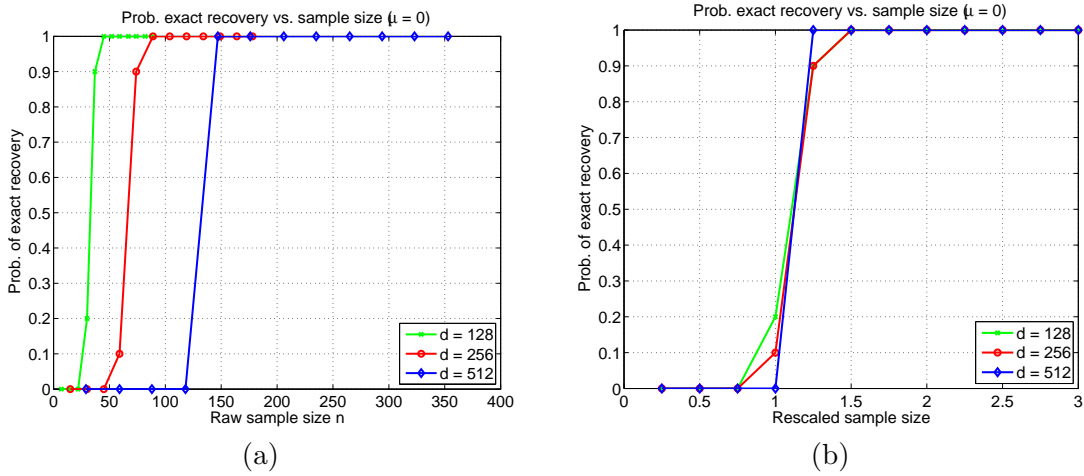 Prob. exact recovery vs. sample size (μ = 0)
1
0.9
0.8
0.7
0.6
0.5
0.4
0.3
0.2
0.1
0
Prob. of exact recovery
0 50 100 150 200 250 300 350 400
Raw sample size n
d = 128
d = 256
d = 512
(a)
Prob. exact recovery vs. sample size (μ = 0)
1
0.9
0.8
0.7
0.6
0.5
0.4
0.3
0.2
0.1
0
Prob. of exact recovery
0 0.5 1 1.5 2 2.5 3
Rescaled sample size
d = 128
d = 256
d = 512
(b)